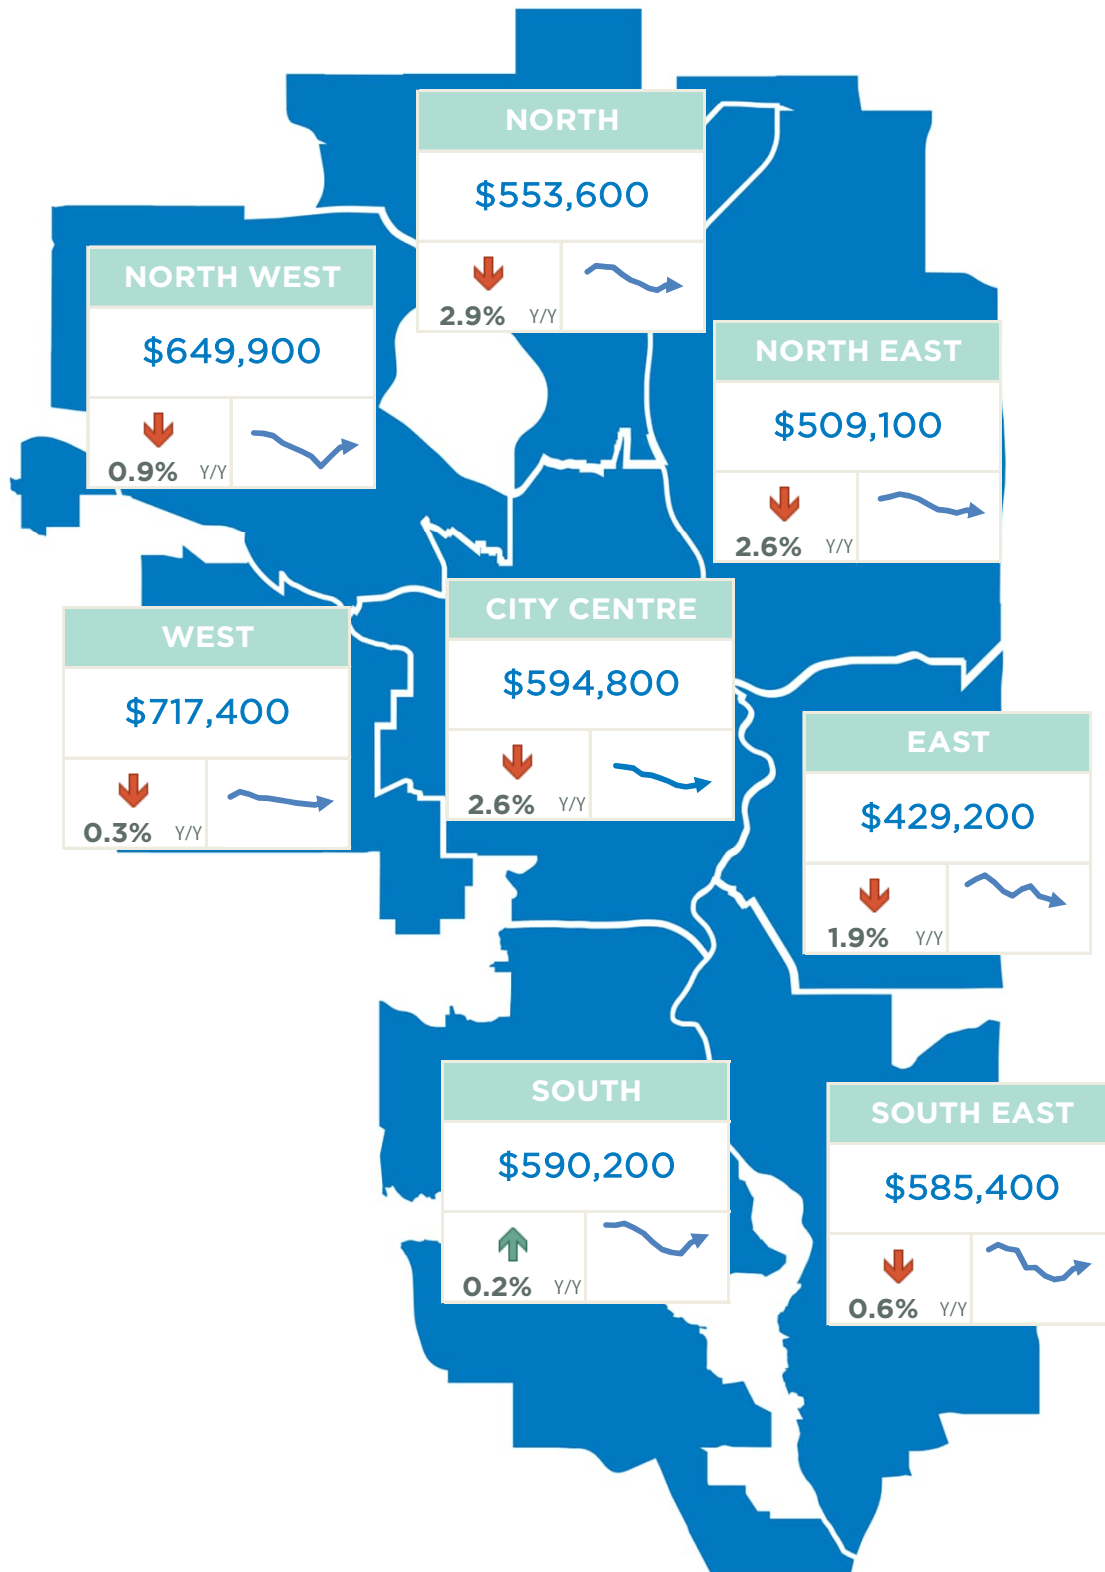 NORTH
$553,600
2.9% Y/Y
NORTH WEST
$649,900
0.9% Y/Y
NORTH EAST
$509,100
2.6% Y/Y
WEST
$717,400
0.3% Y/Y
CITY CENTRE
$594,800
2.6% Y/Y
EAST
$429,200
1.9% Y/Y
SOUTH
$590,200
0.2% Y/Y
SOUTH EAST
$585,400
0.6% Y/Y